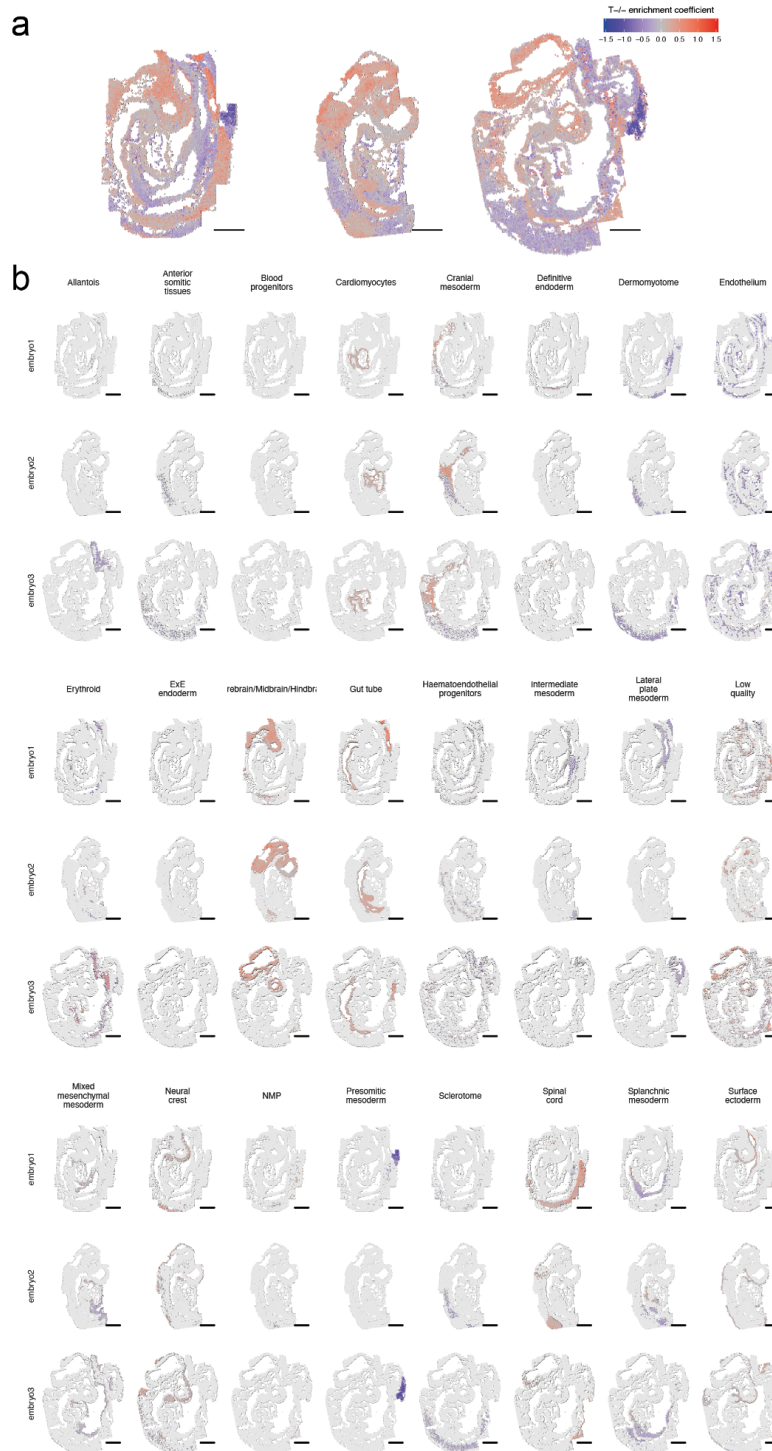 a
T−/− enrichment coefficient
−1.5 −1.0 −0.5 0.0 0.5 1.0 1.5
b
Allantois
Anterior
somitic
tissues
Blood
progenitors
Cardiomyocytes
Cranial
mesoderm
Definitive
endoderm
Dermomyotome
Endothelium
embryo1
embryo2
embryo3
Erythroid
ExE
endoderm
rebrain/Midbrain/Hindbra
Gut tube
Haematoendothelial
progenitors
Intermediate
mesoderm
Lateral
plate
mesoderm
Low
quality
embryo1
embryo2
embryo3
Mixed
mesenchymal
mesoderm
Neural
crest
NMP
Presomitic
mesoderm
Sclerotome
Spinal
cord
Splanchnic
mesoderm
Surface
ectoderm
embryo1
embryo2
embryo3